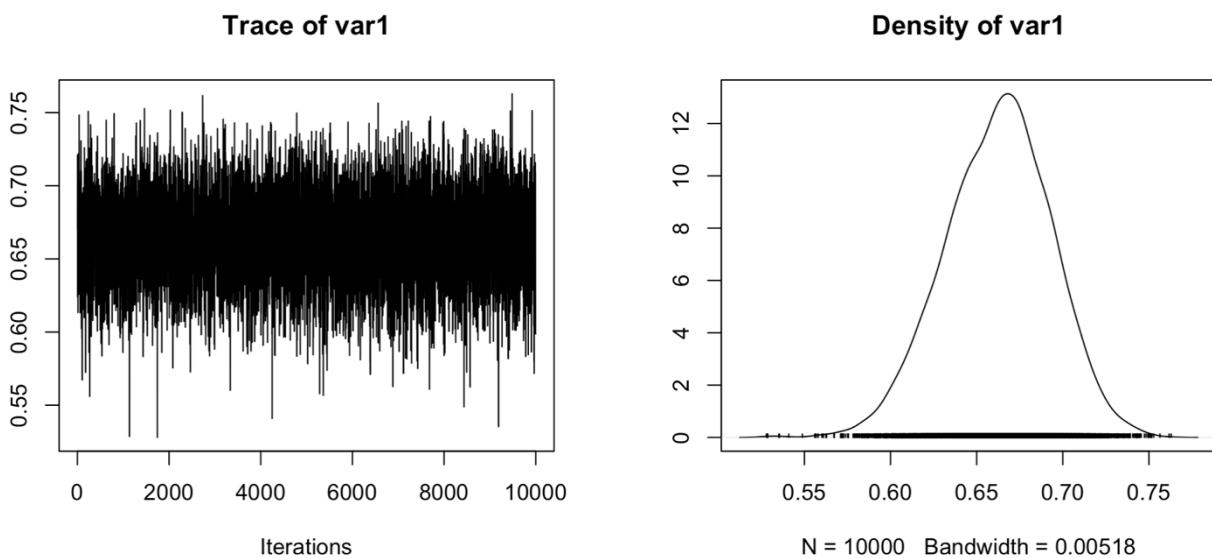 Trace of var1
0.75
0.70
0.65
0.60
0.55
0 2000 4000 6000 8000 10000
Iterations
Density of var1
12
10
8
6
4
2
0
0.55 0.60 0.65 0.70 0.75
N = 10000 Bandwidth = 0.00518